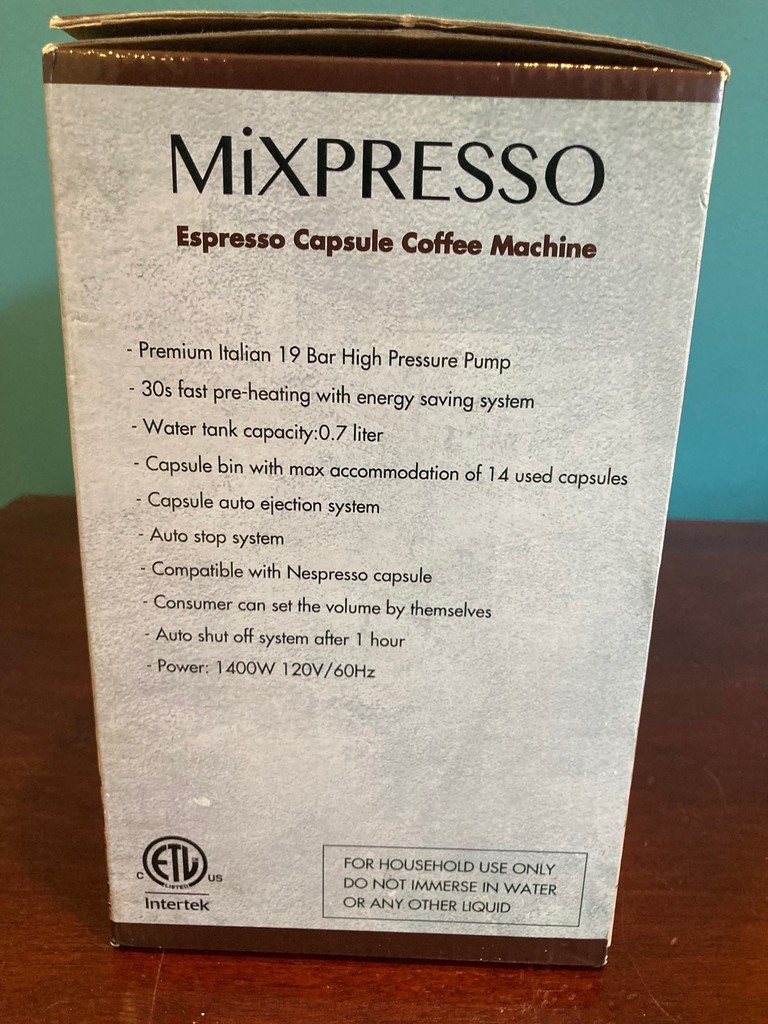 MiXPRESSO
Espresso Capsule Coffee Machine
- Premium Italian 19 Bar High Pressure Pump
- 30s fast pre-heating with energy saving system
- Water tank capacity:0.7 liter
- Capsule bin with max accommodation of 14 used capsules
- Capsule auto ejection system
- Auto stop system
- Compatible with Nespresso capsule
- Consumer can set the volume by themselves
- Auto shut off system after 1 hour
- Power: 1400W 120V/60Hz
ETL
C LISTED US
Intertek
FOR HOUSEHOLD USE ONLY
DO NOT IMMERSE IN WATER
OR ANY OTHER LIQUID